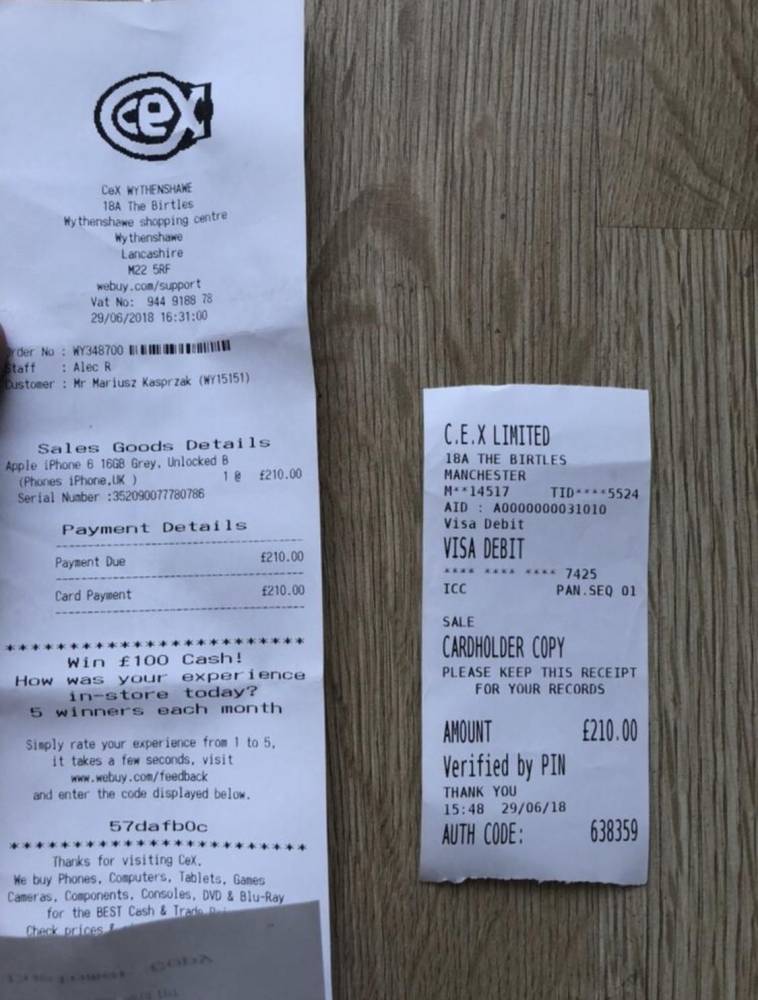 CeX
CeX WYTHENSHAWE
18A The Birtles
Wythenshawe shopping centre
Wythenshawe
Lancashire
M22 5RF
webuy.com/support
Vat No: 944 9188 78
29/06/2018 16:31:00
rder No : WY348700
Staff : Alec R
Customer : Mr Mariusz Kasprzak (WY15151)
Sales Goods Details
Apple iPhone 6 16GB Grey, Unlocked B
(Phones iPhone,UK ) 1 @ £210.00
Serial Number :352090077780786
Payment Details
Payment Due £210.00
Card Payment £210.00
************************
Win £100 Cash!
How was your experience
in-store today?
5 winners each month
Simply rate your experience from 1 to 5,
it takes a few seconds, visit
www.webuy.com/feedback
and enter the code displayed below.
57dafb0c
************************
Thanks for visiting CeX.
We buy Phones, Computers, Tablets, Games
Cameras, Components, Consoles, DVD & Blu-Ray
for the BEST Cash & Trade
Check prices
C.E.X LIMITED
18A THE BIRTLES
MANCHESTER
M**14517 TID****5524
AID : A0000000031010
Visa Debit
VISA DEBIT
**** **** **** 7425
ICC PAN.SEQ 01
SALE
CARDHOLDER COPY
PLEASE KEEP THIS RECEIPT
FOR YOUR RECORDS
AMOUNT £210.00
Verified by PIN
THANK YOU
15:48 29/06/18
AUTH CODE: 638359